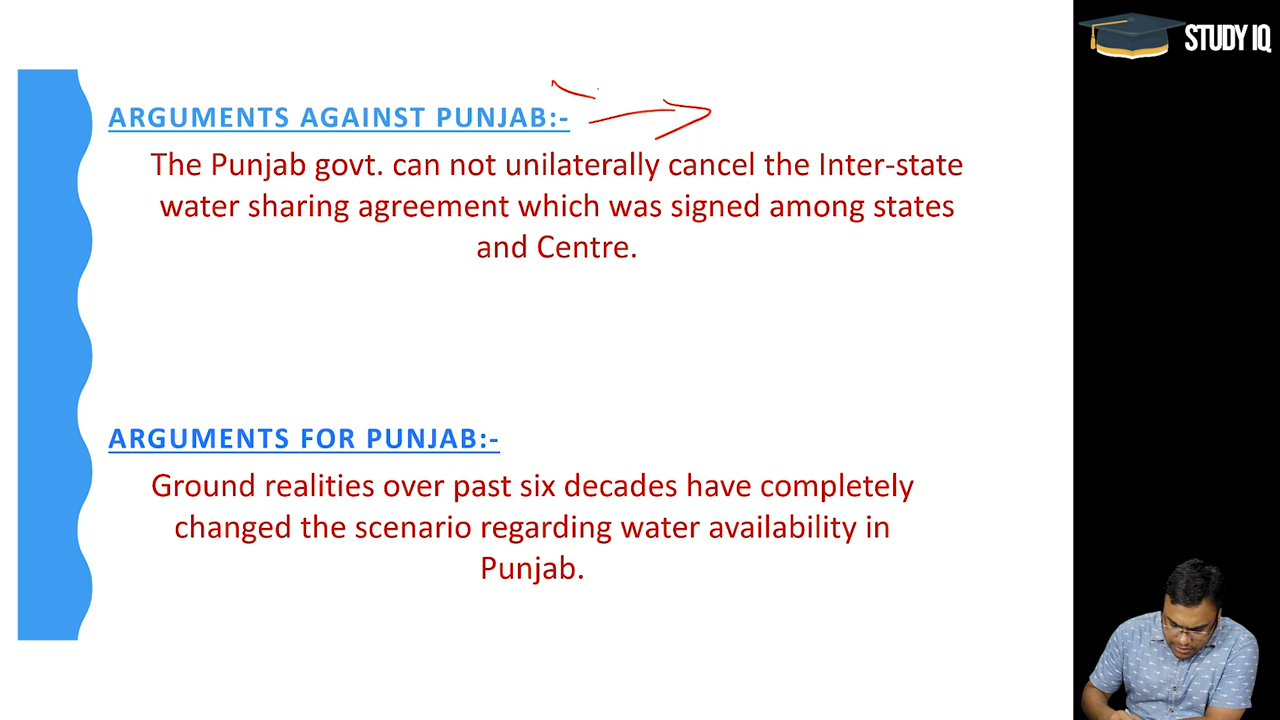 STUDY IQ
ARGUMENTS AGAINST PUNJAB:-
The Punjab govt. can not unilaterally cancel the Inter-state
water sharing agreement which was signed among states
and Centre.
ARGUMENTS FOR PUNJAB:-
Ground realities over past six decades have completely
changed the scenario regarding water availability in
Punjab.